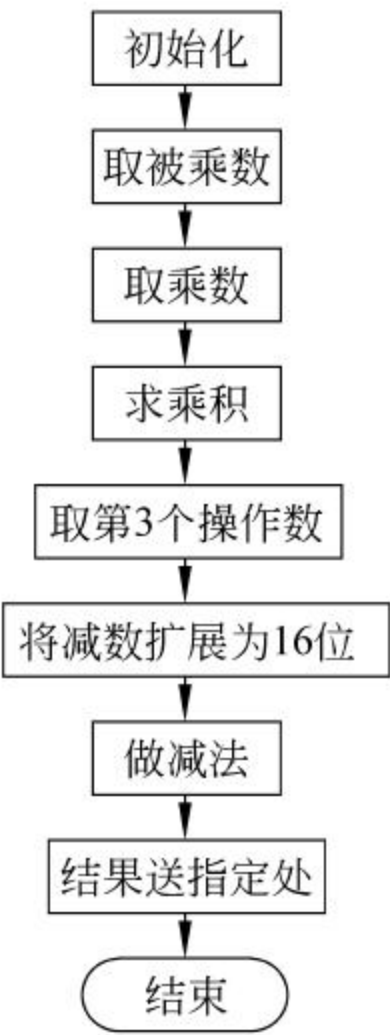 初始化
取被乘数
取乘数
求乘积
取第3个操作数
将减数扩展为16位
做减法
结果送指定处
结束